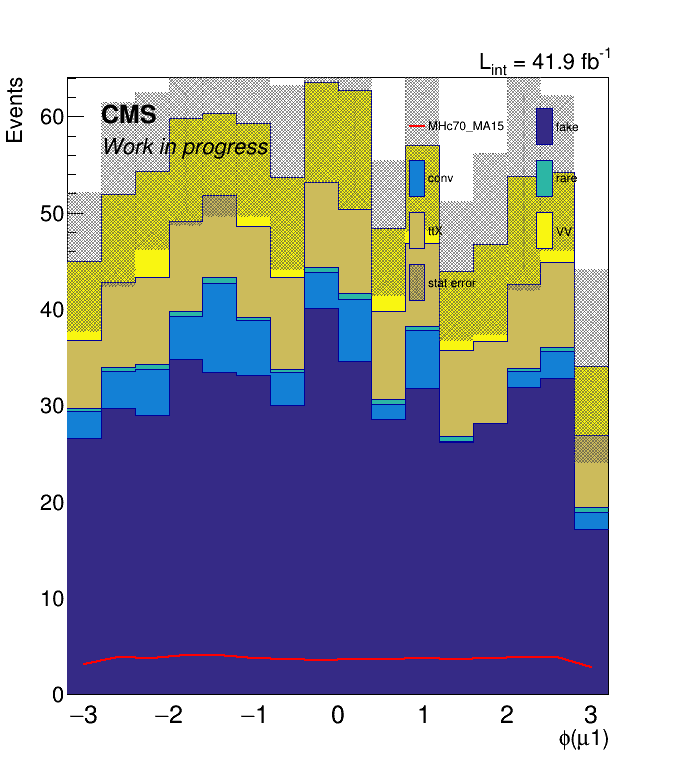 L_int = 41.9 fb^-1
Events
CMS
Work in progress
MHc70_MA15
fake
conv
rare
ttX
VV
stat error
60
50
40
30
20
10
0
−3 −2 −1 0 1 2 3
ϕ(μ1)